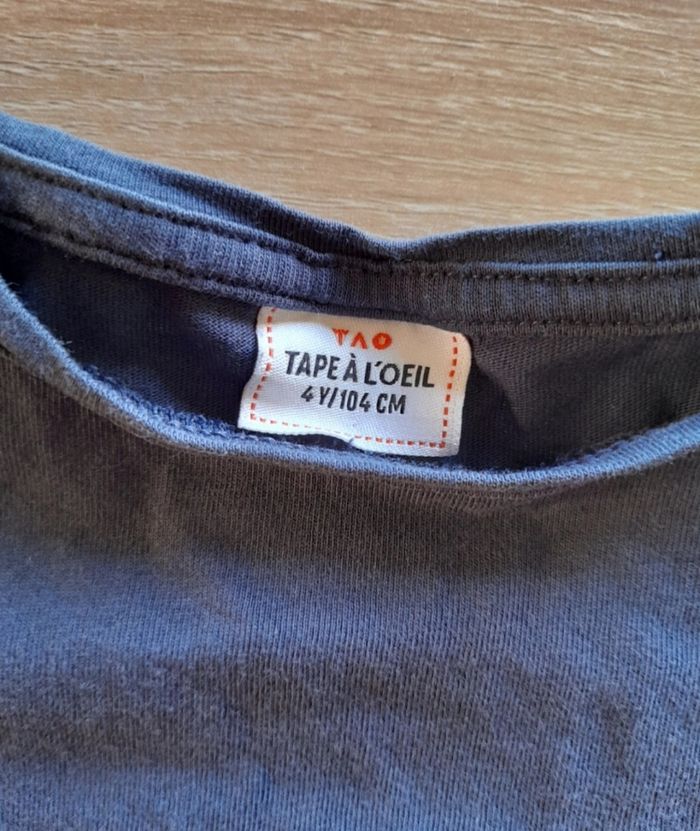 TAO
TAPE À L'OEIL
4Y/104 CM